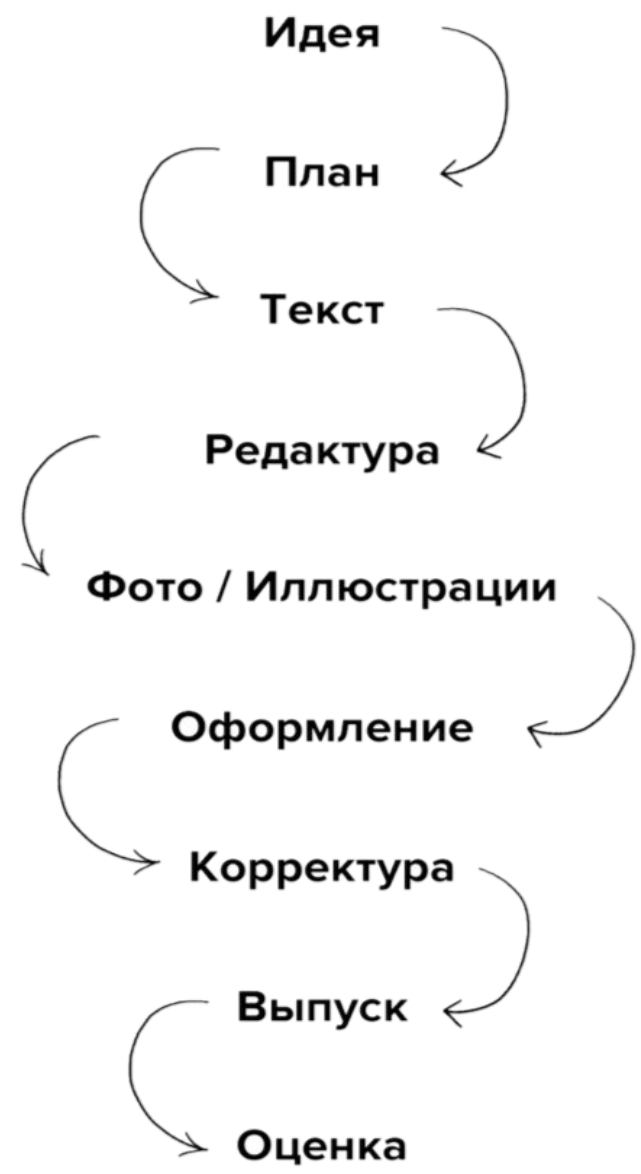 Идея
План
Текст
Редактура
Фото / Иллюстрации
Оформление
Корректура
Выпуск
Оценка